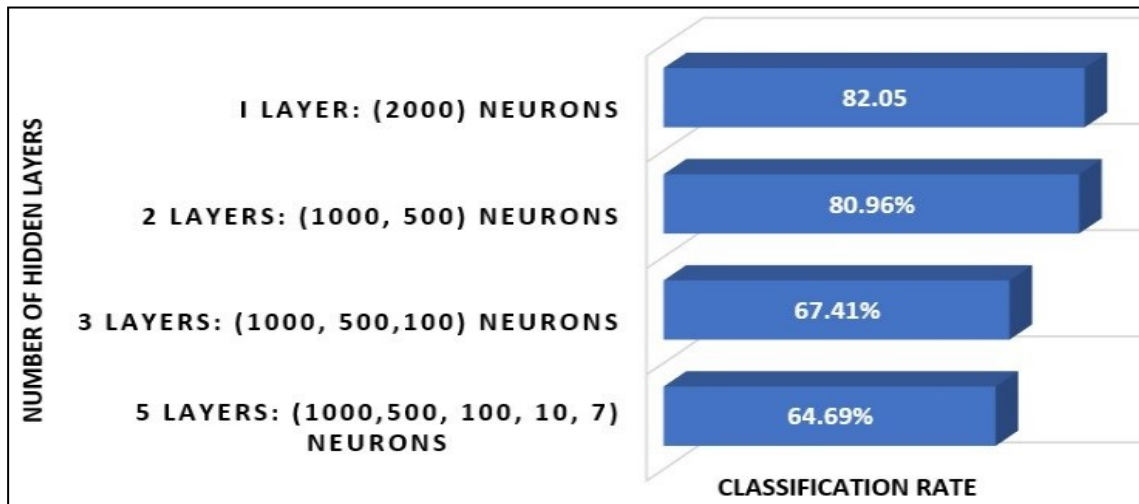 NUMBER OF HIDDEN LAYERS
I LAYER: (2000) NEURONS
82.05
2 LAYERS: (1000, 500) NEURONS
80.96%
3 LAYERS: (1000, 500,100) NEURONS
67.41%
5 LAYERS: (1000,500, 100, 10, 7)
NEURONS
64.69%
CLASSIFICATION RATE